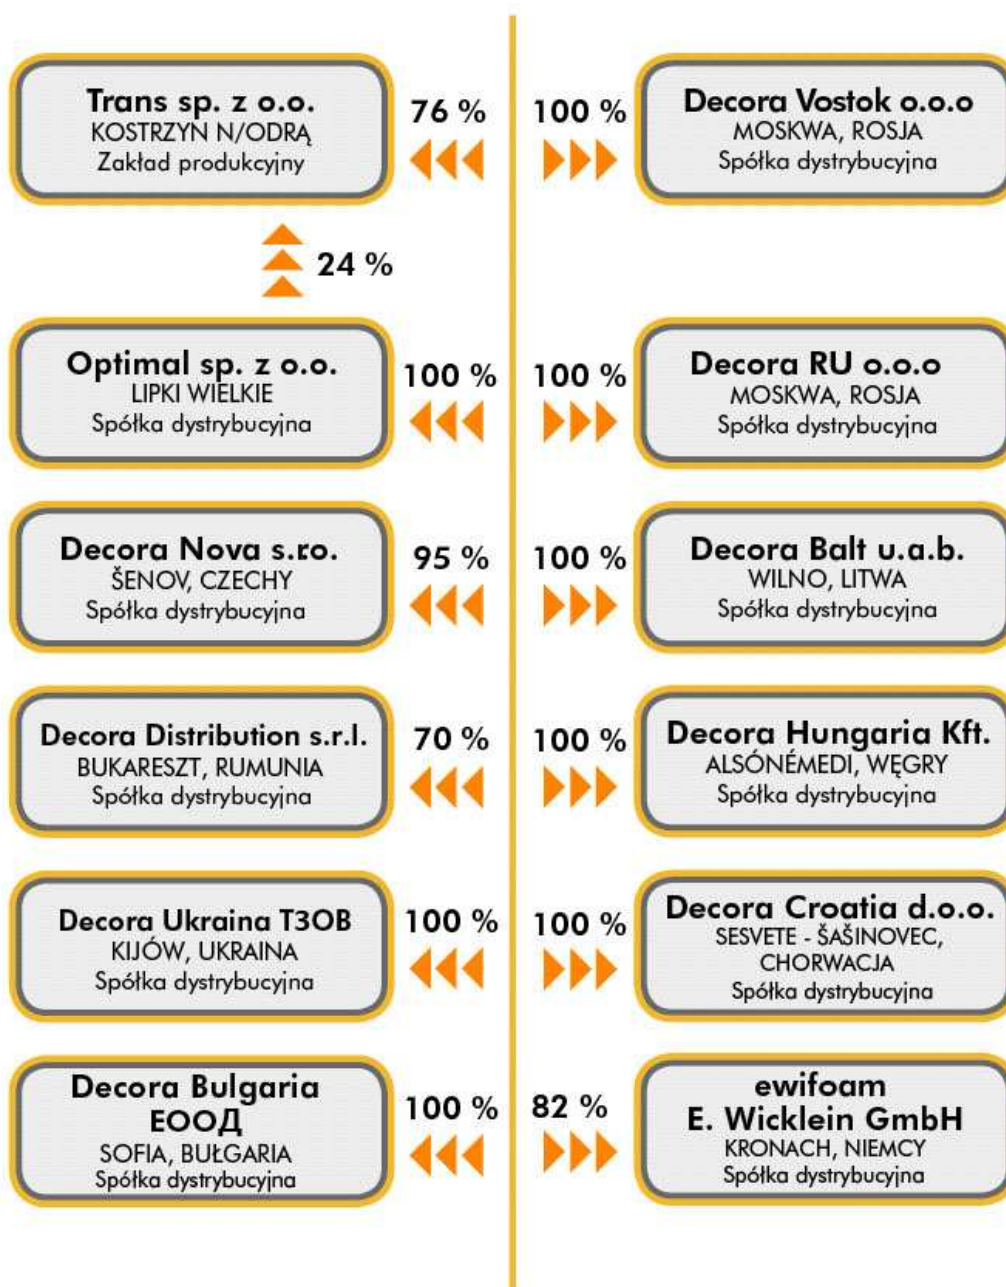 Trans sp. z o.o.
KOSTRZYN N/ODRĄ
Zakład produkcyjny
76 %
100 %
Decora Vostok o.o.o
MOSKWA, ROSJA
Spółka dystrybucyjna
24 %
Optimal sp. z o.o.
LIPKI WIELKIE
Spółka dystrybucyjna
100 %
100 %
Decora RU o.o.o
MOSKWA, ROSJA
Spółka dystrybucyjna
Decora Nova s.r.o.
ŠENOV, CZECHY
Spółka dystrybucyjna
95 %
100 %
Decora Balt u.a.b.
WILNO, LITWA
Spółka dystrybucyjna
Decora Distribution s.r.l.
BUKARESZT, RUMUNIA
Spółka dystrybucyjna
70 %
100 %
Decora Hungaria Kft.
ALSÓNÉMEDI, WĘGRY
Spółka dystrybucyjna
Decora Ukraina ТЗОВ
KIJÓW, UKRAINA
Spółka dystrybucyjna
100 %
100 %
Decora Croatia d.o.o.
SESVETE - ŠAŠINOVEC,
CHORWACJA
Spółka dystrybucyjna
Decora Bulgaria
ЕООД
SOFIA, BUŁGARIA
Spółka dystrybucyjna
100 %
82 %
ewifoam
E. Wicklein GmbH
KRONACH, NIEMCY
Spółka dystrybucyjna